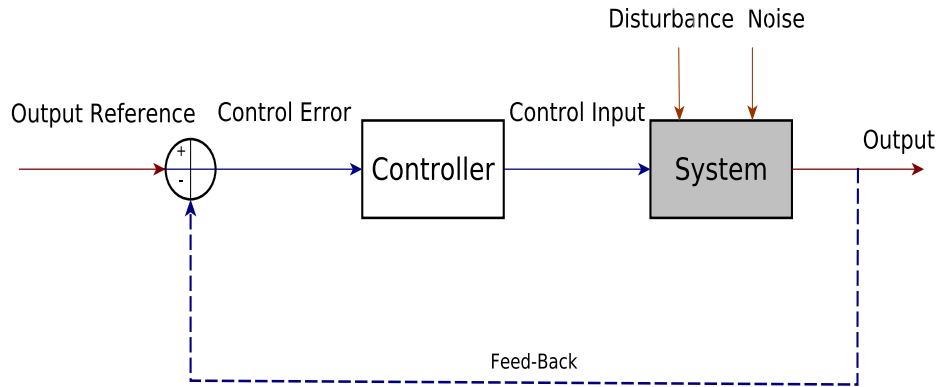 Disturbance Noise
Output Reference
Control Error
Control Input
Output
+
-
Controller
System
Feed-Back